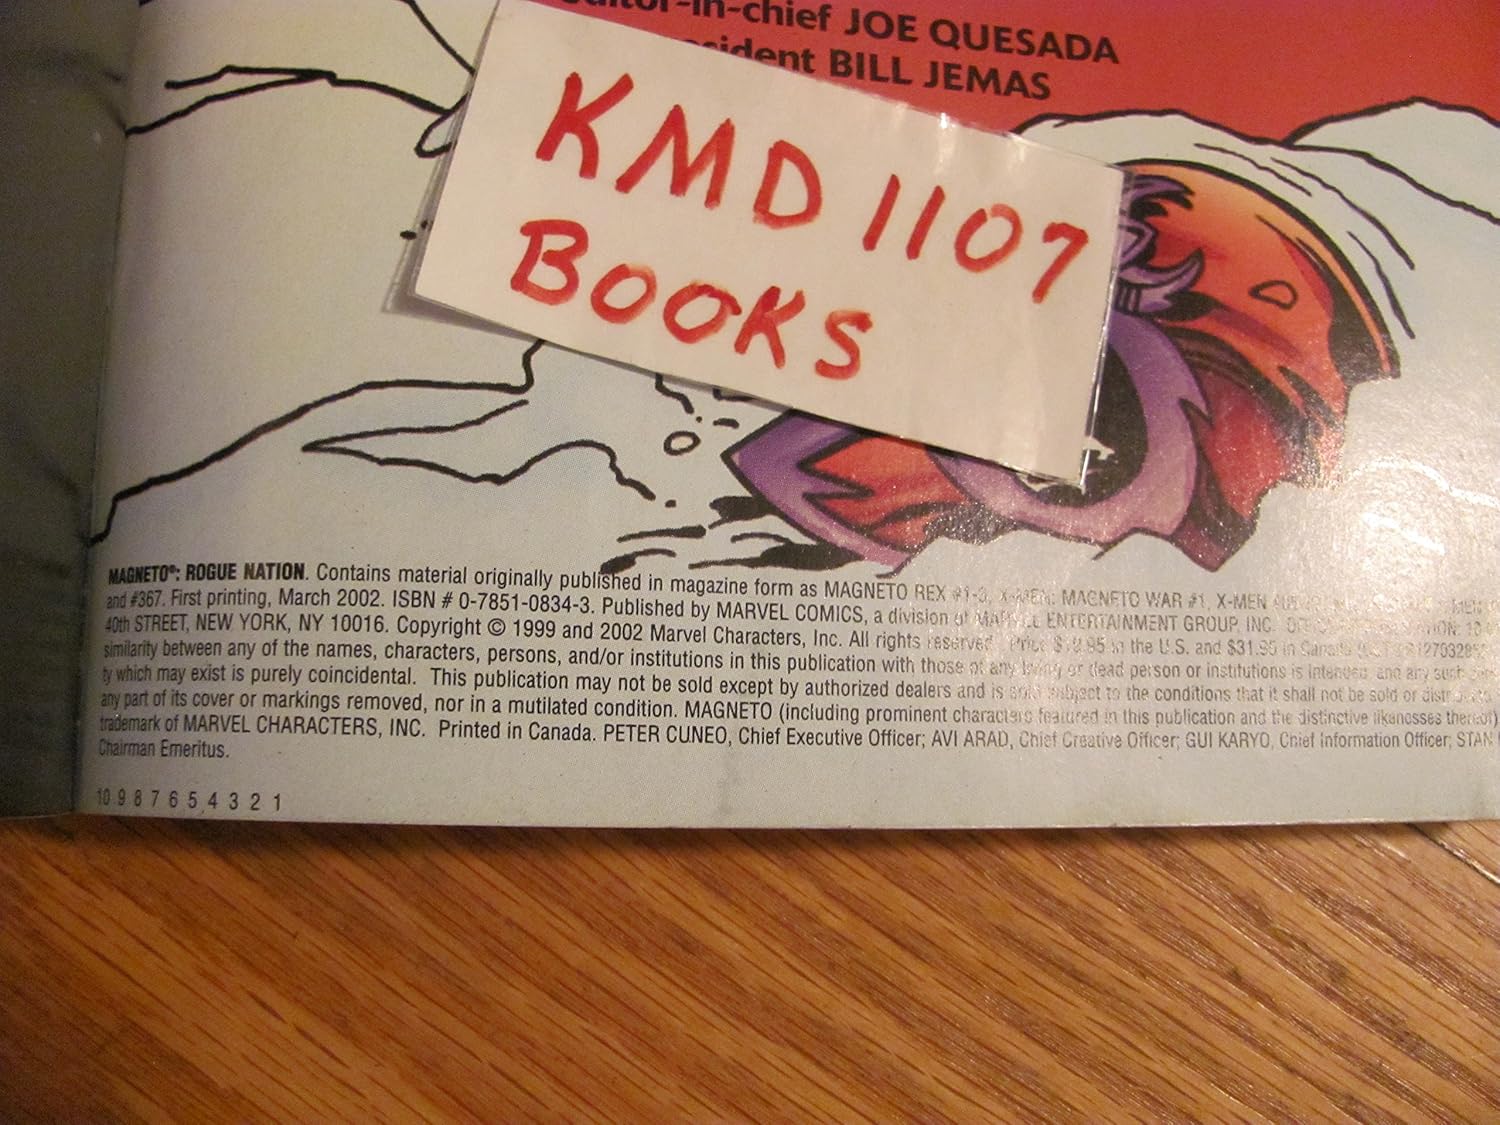 editor-in-chief JOE QUESADA
BILL JEMAS
KMD 1107
BOOKS
MAGNETO®: ROGUE NATION. Contains material originally published in magazine form as MAGNETO REX #1-3, X-MEN: MAGNETO WAR #1, X-MEN
and #367. First printing, March 2002. ISBN # 0-7851-0834-3. Published by MARVEL COMICS, a division of MARVEL ENTERTAINMENT GROUP, INC.
40th STREET, NEW YORK, NY 10016. Copyright © 1999 and 2002 Marvel Characters, Inc. All rights reserved. Price in the U.S. and $31.95 in Canada
similarity between any of the names, characters, persons, and/or institutions in this publication with those of any living or dead person or institutions is intended, and any such
ty which may exist is purely coincidental. This publication may not be sold except by authorized dealers and is sold subject to the conditions that it shall not be sold or
any part of its cover or markings removed, nor in a mutilated condition. MAGNETO (including prominent characters featured in this publication and the distinctive likenesses thereof)
trademark of MARVEL CHARACTERS, INC. Printed in Canada. PETER CUNEO, Chief Executive Officer; AVI ARAD, Chief Creative Officer; GUI KARYO, Chief Information Officer; STAN
Chairman Emeritus.
10 9 8 7 6 5 4 3 2 1